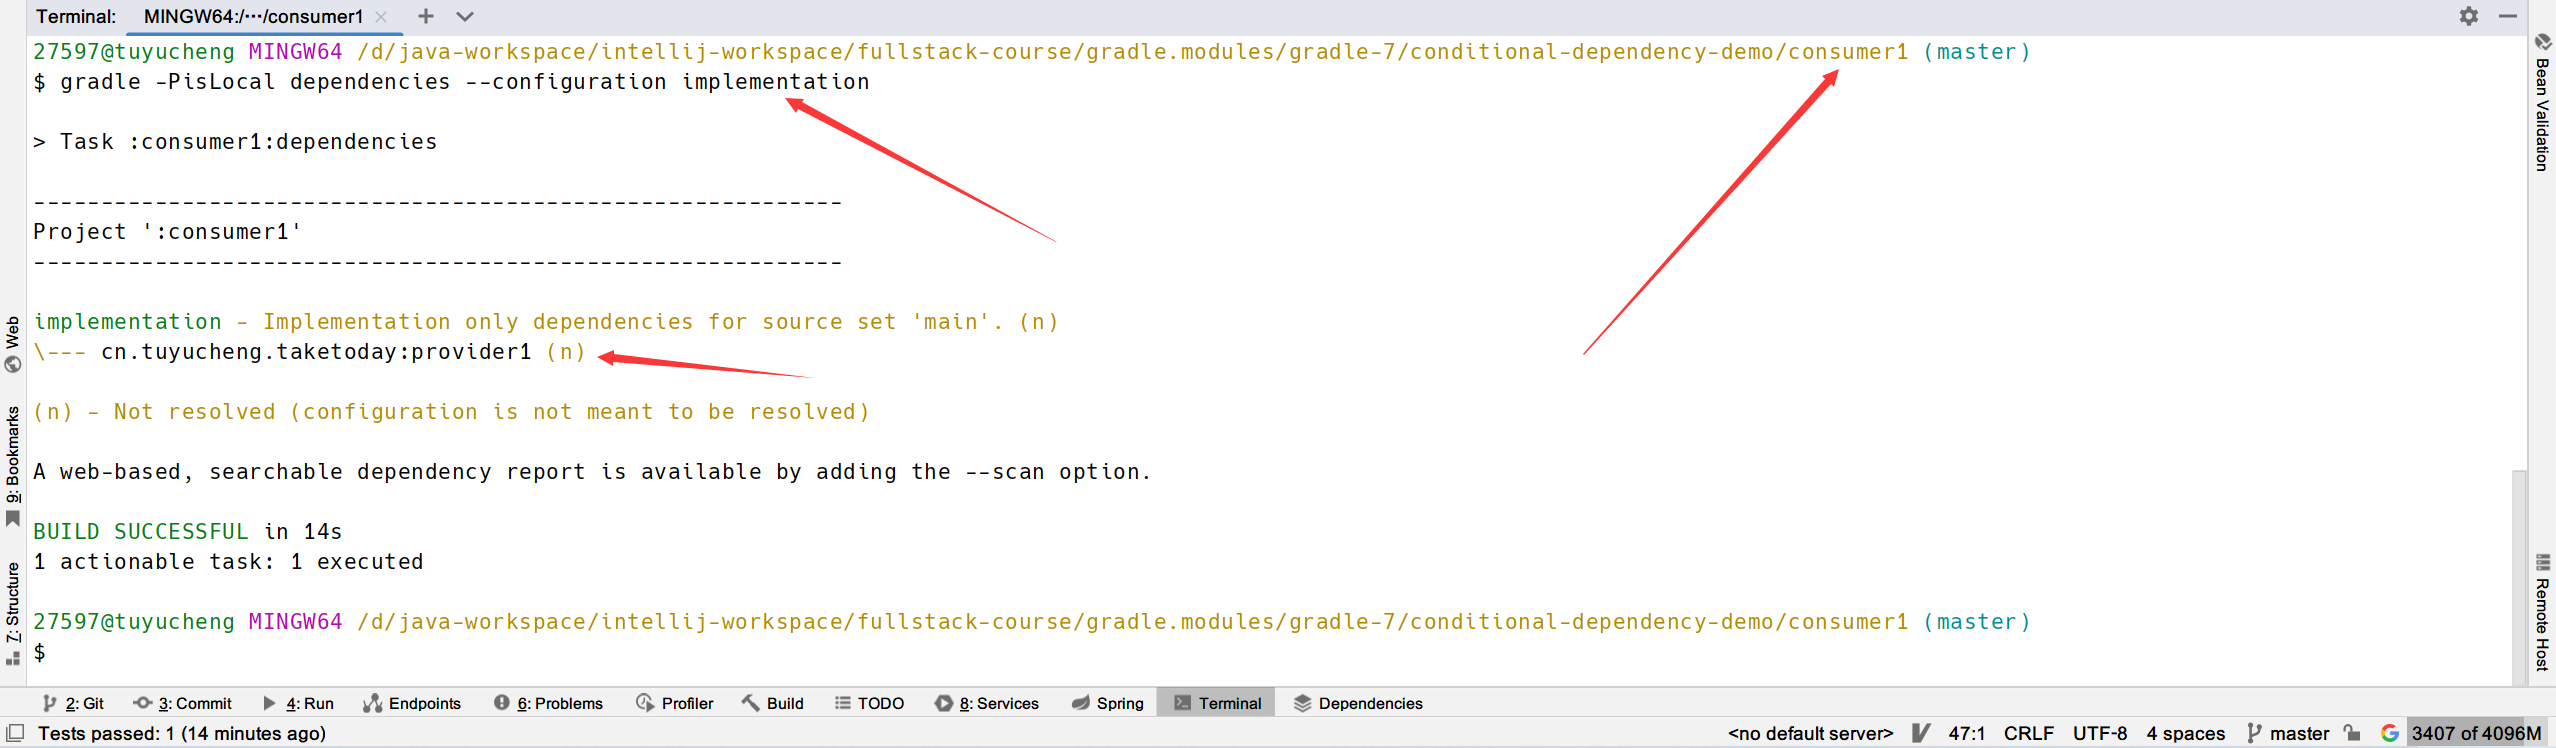 Terminal: MINGW64:/···/consumer1
27597@tuyucheng MINGW64 /d/java-workspace/intellij-workspace/fullstack-course/gradle.modules/gradle-7/conditional-dependency-demo/consumer1 (master)
$ gradle -PisLocal dependencies --configuration implementation
> Task :consumer1:dependencies
------------------------------------------------------------
Project ':consumer1'
------------------------------------------------------------
implementation - Implementation only dependencies for source set 'main'. (n)
\--- cn.tuyucheng.taketoday:provider1 (n)
(n) - Not resolved (configuration is not meant to be resolved)
A web-based, searchable dependency report is available by adding the --scan option.
BUILD SUCCESSFUL in 14s
1 actionable task: 1 executed
27597@tuyucheng MINGW64 /d/java-workspace/intellij-workspace/fullstack-course/gradle.modules/gradle-7/conditional-dependency-demo/consumer1 (master)
$
Web
9: Bookmarks
7: Structure
Bean Validation
Remote Host
2: Git 3: Commit 4: Run Endpoints 6: Problems Profiler Build TODO 8: Services Spring Terminal Dependencies
Tests passed: 1 (14 minutes ago) <no default server> 47:1 CRLF UTF-8 4 spaces master 3407 of 4096M